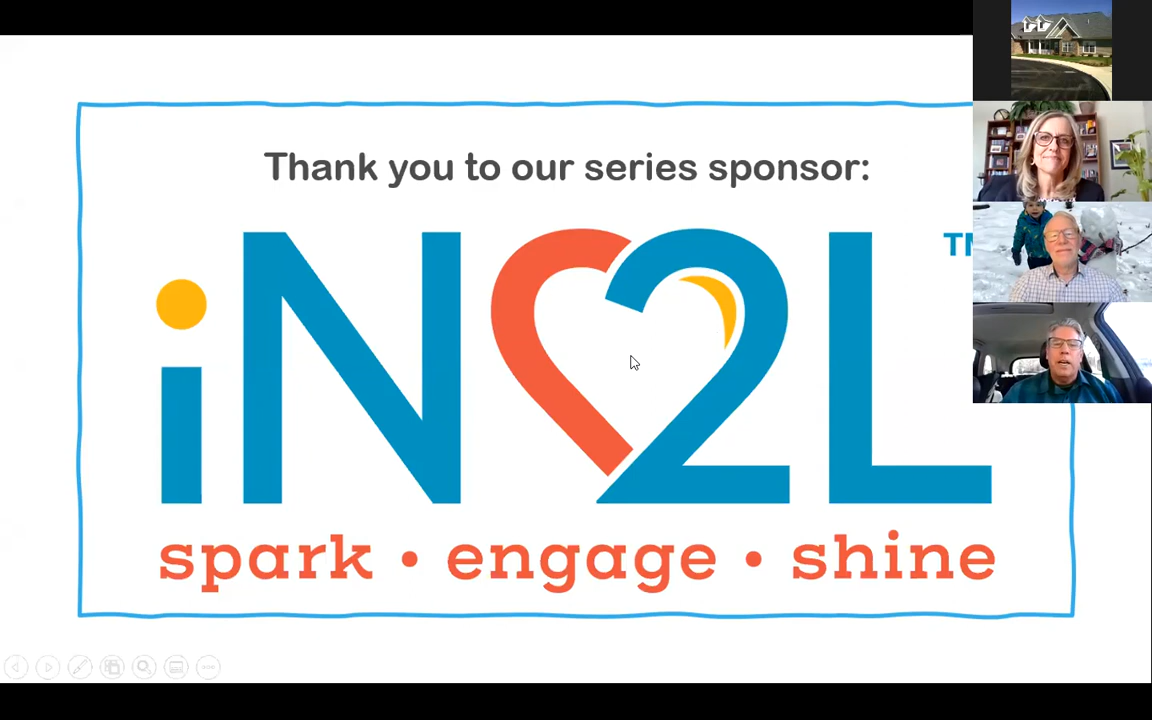 Thank you to our series sponsor:
iN2L
spark • engage • shine